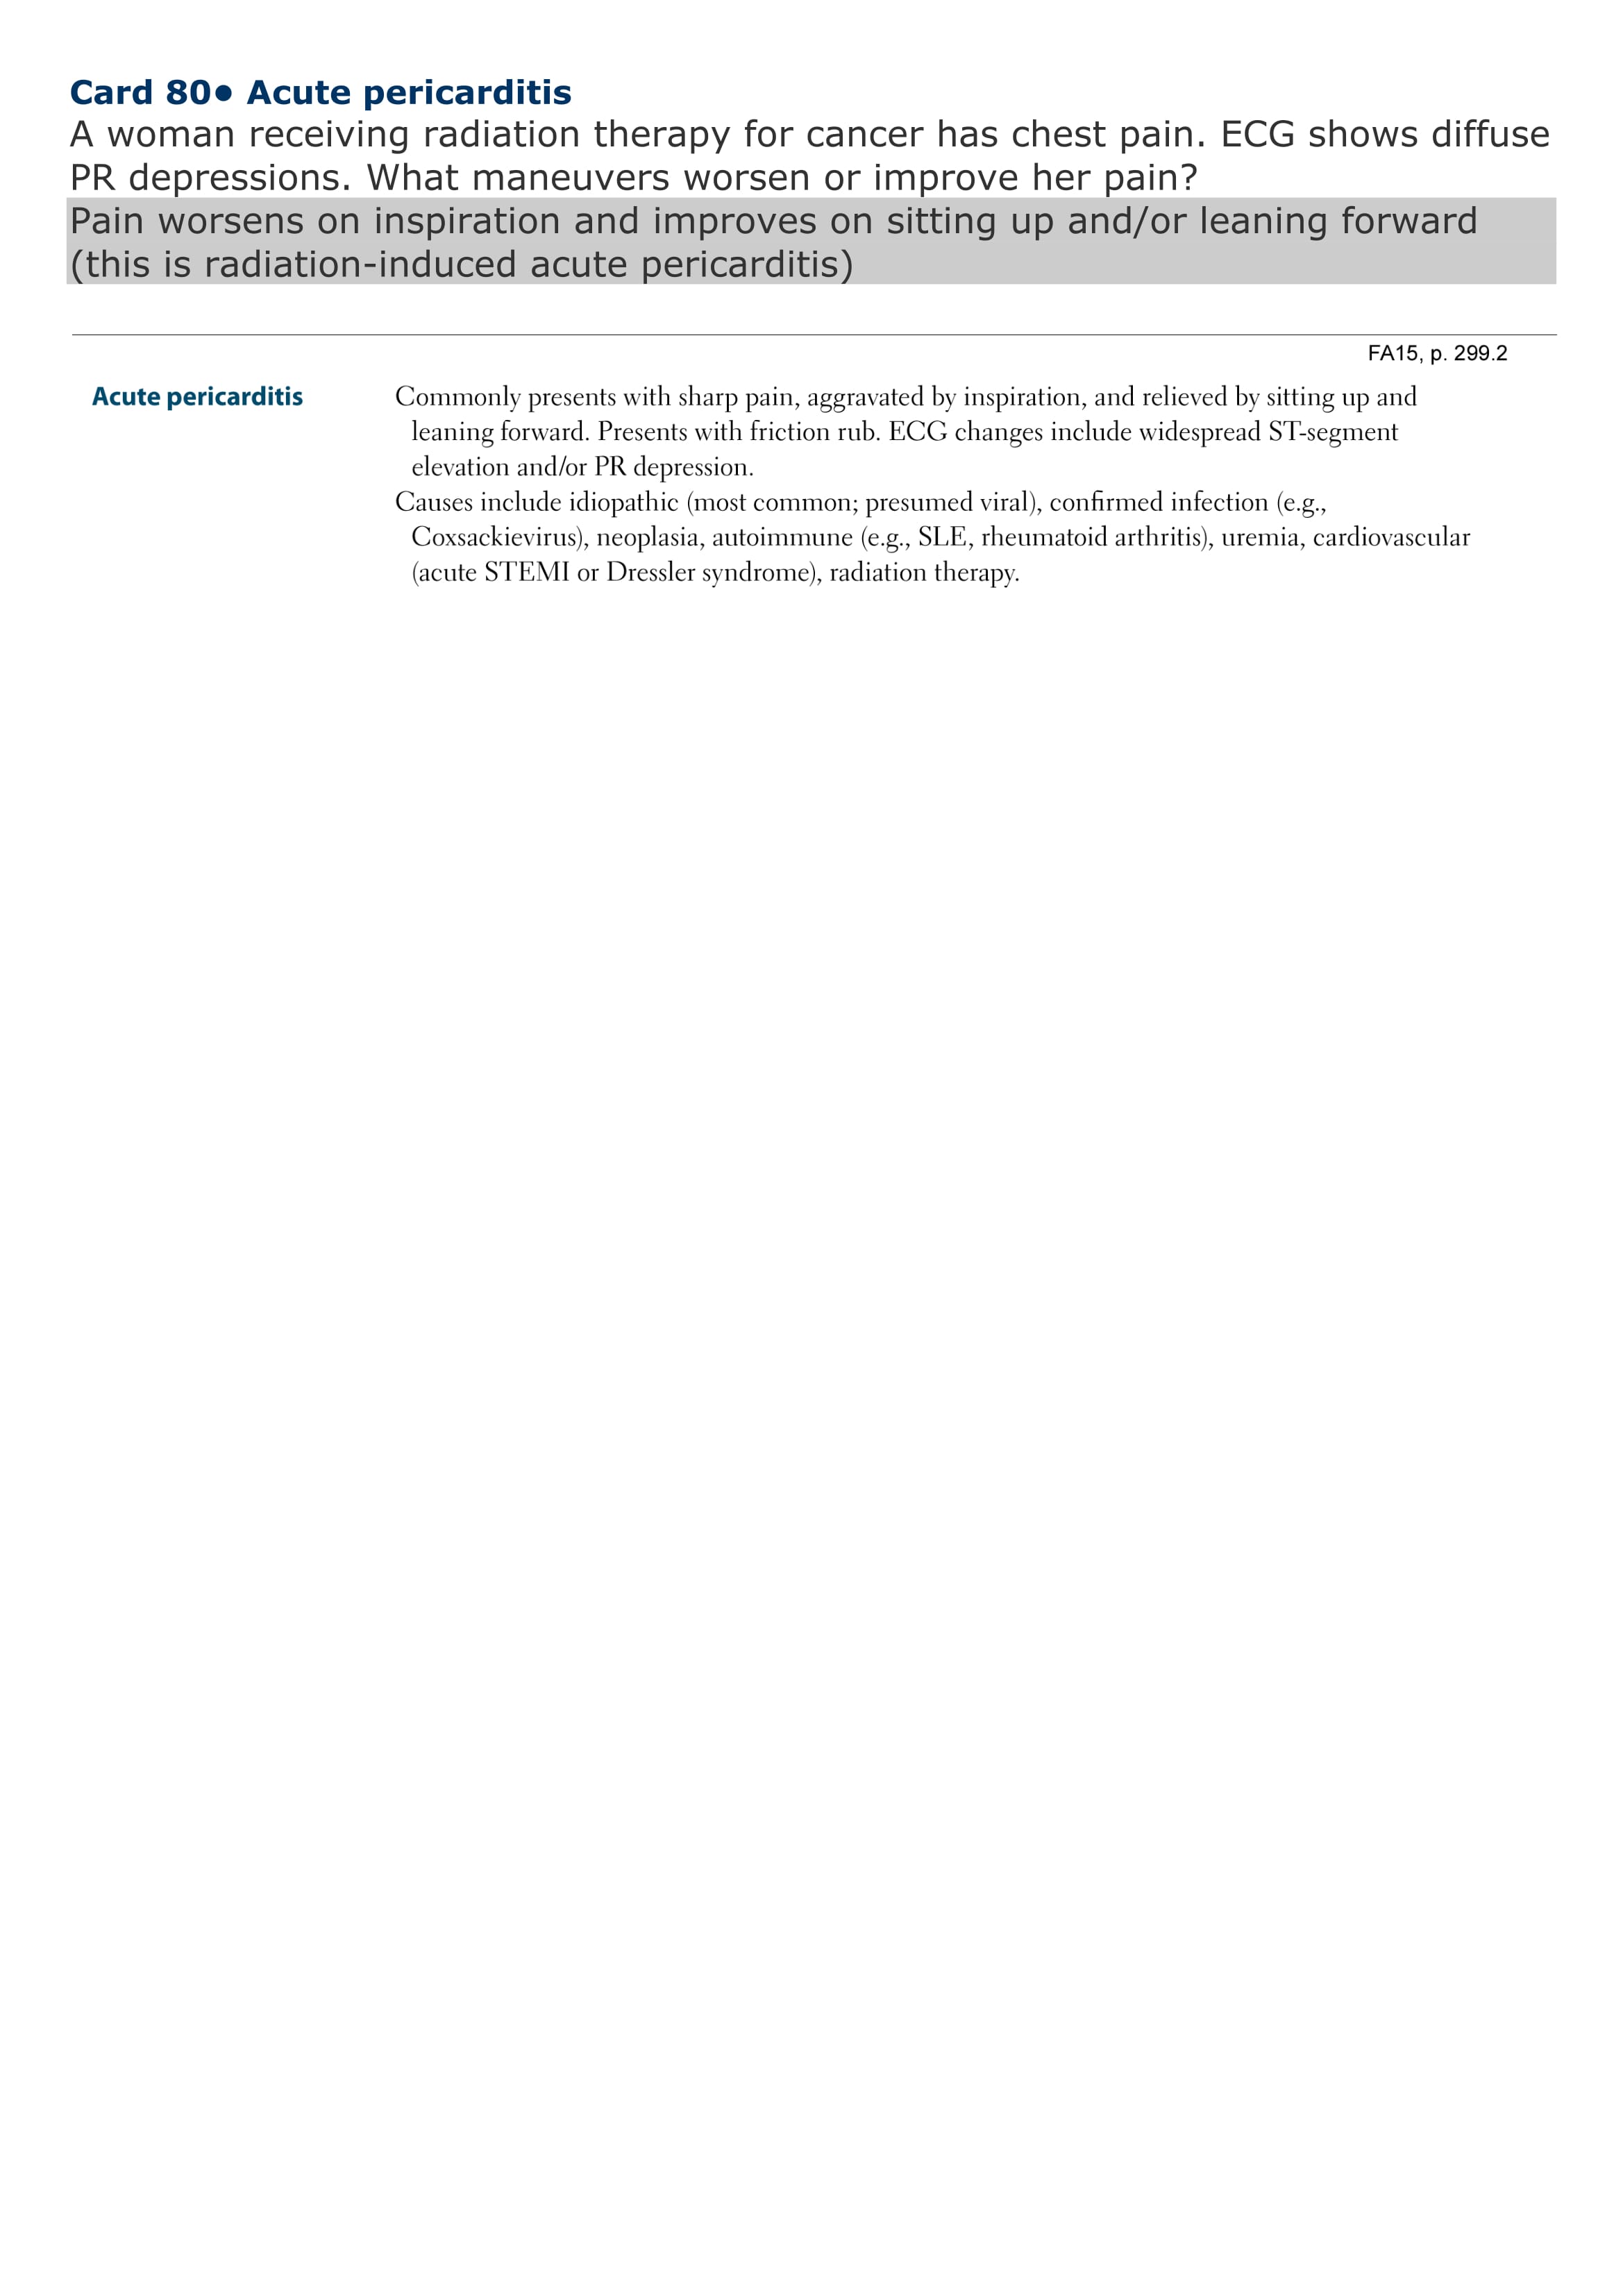 Card 80● Acute pericarditis
A woman receiving radiation therapy for cancer has chest pain. ECG shows diffuse
PR depressions. What maneuvers worsen or improve her pain?
Pain worsens on inspiration and improves on sitting up and/or leaning forward
(this is radiation-induced acute pericarditis)
FA15, p. 299.2
Acute pericarditis
Commonly presents with sharp pain, aggravated by inspiration, and relieved by sitting up and
leaning forward. Presents with friction rub. ECG changes include widespread ST-segment
elevation and/or PR depression.
Causes include idiopathic (most common; presumed viral), confirmed infection (e.g.,
Coxsackievirus), neoplasia, autoimmune (e.g., SLE, rheumatoid arthritis), uremia, cardiovascular
(acute STEMI or Dressler syndrome), radiation therapy.